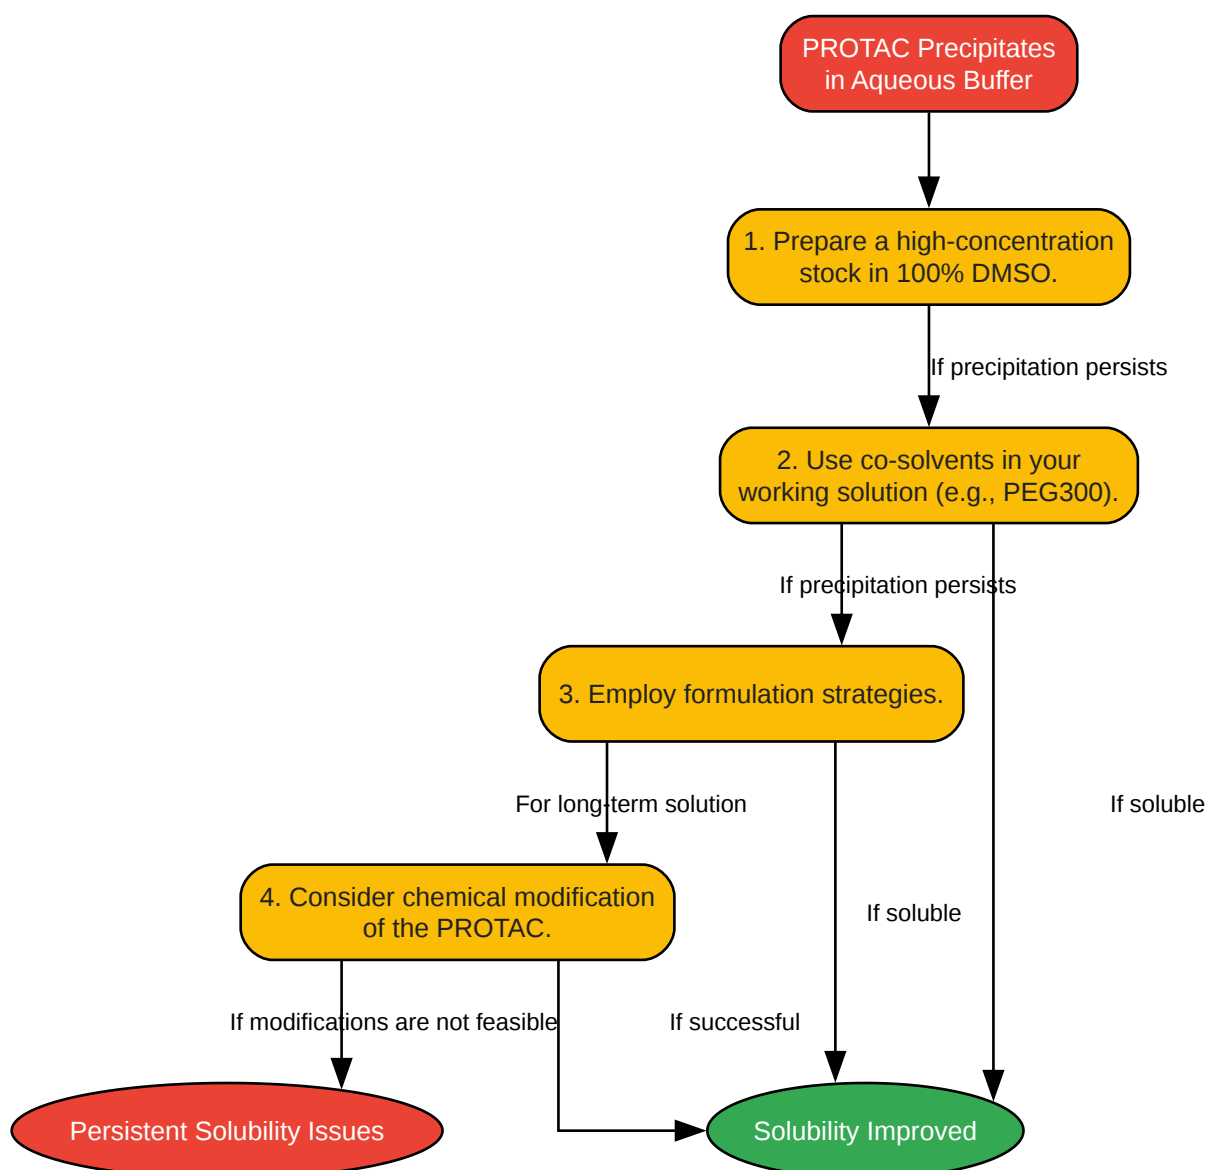 PROTAC Precipitates
in Aqueous Buffer
1. Prepare a high-concentration
stock in 100% DMSO.
If precipitation persists
2. Use co-solvents in your
working solution (e.g., PEG300).
If precipitation persists
3. Employ formulation strategies.
For long-term solution
If soluble
4. Consider chemical modification
of the PROTAC.
If soluble
If modifications are not feasible
If successful
Persistent Solubility Issues
Solubility Improved